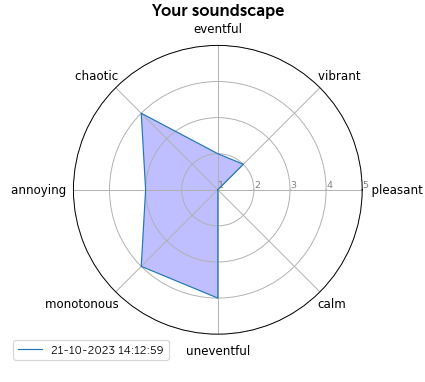 Your soundscape
eventful
chaotic
vibrant
annoying
1
2
3
4
5
pleasant
monotonous
calm
uneventful
21-10-2023 14:12:59